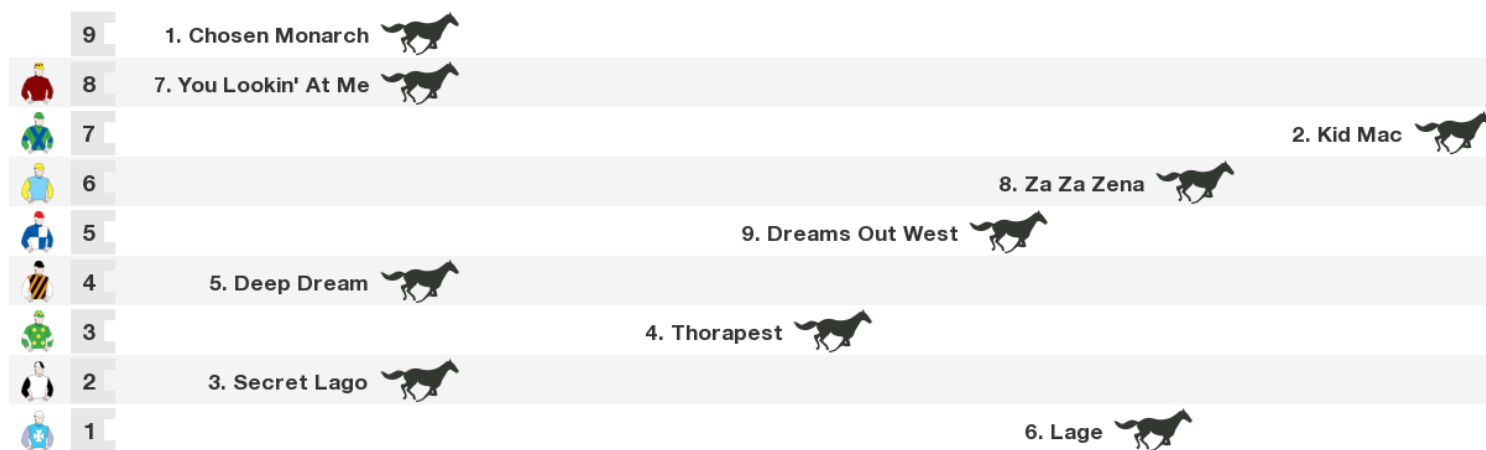 9 1. Chosen Monarch
8 7. You Lookin' At Me
7 2. Kid Mac
6 8. Za Za Zena
5 9. Dreams Out West
4 5. Deep Dream
3 4. Thorapest
2 3. Secret Lago
1 6. Lage